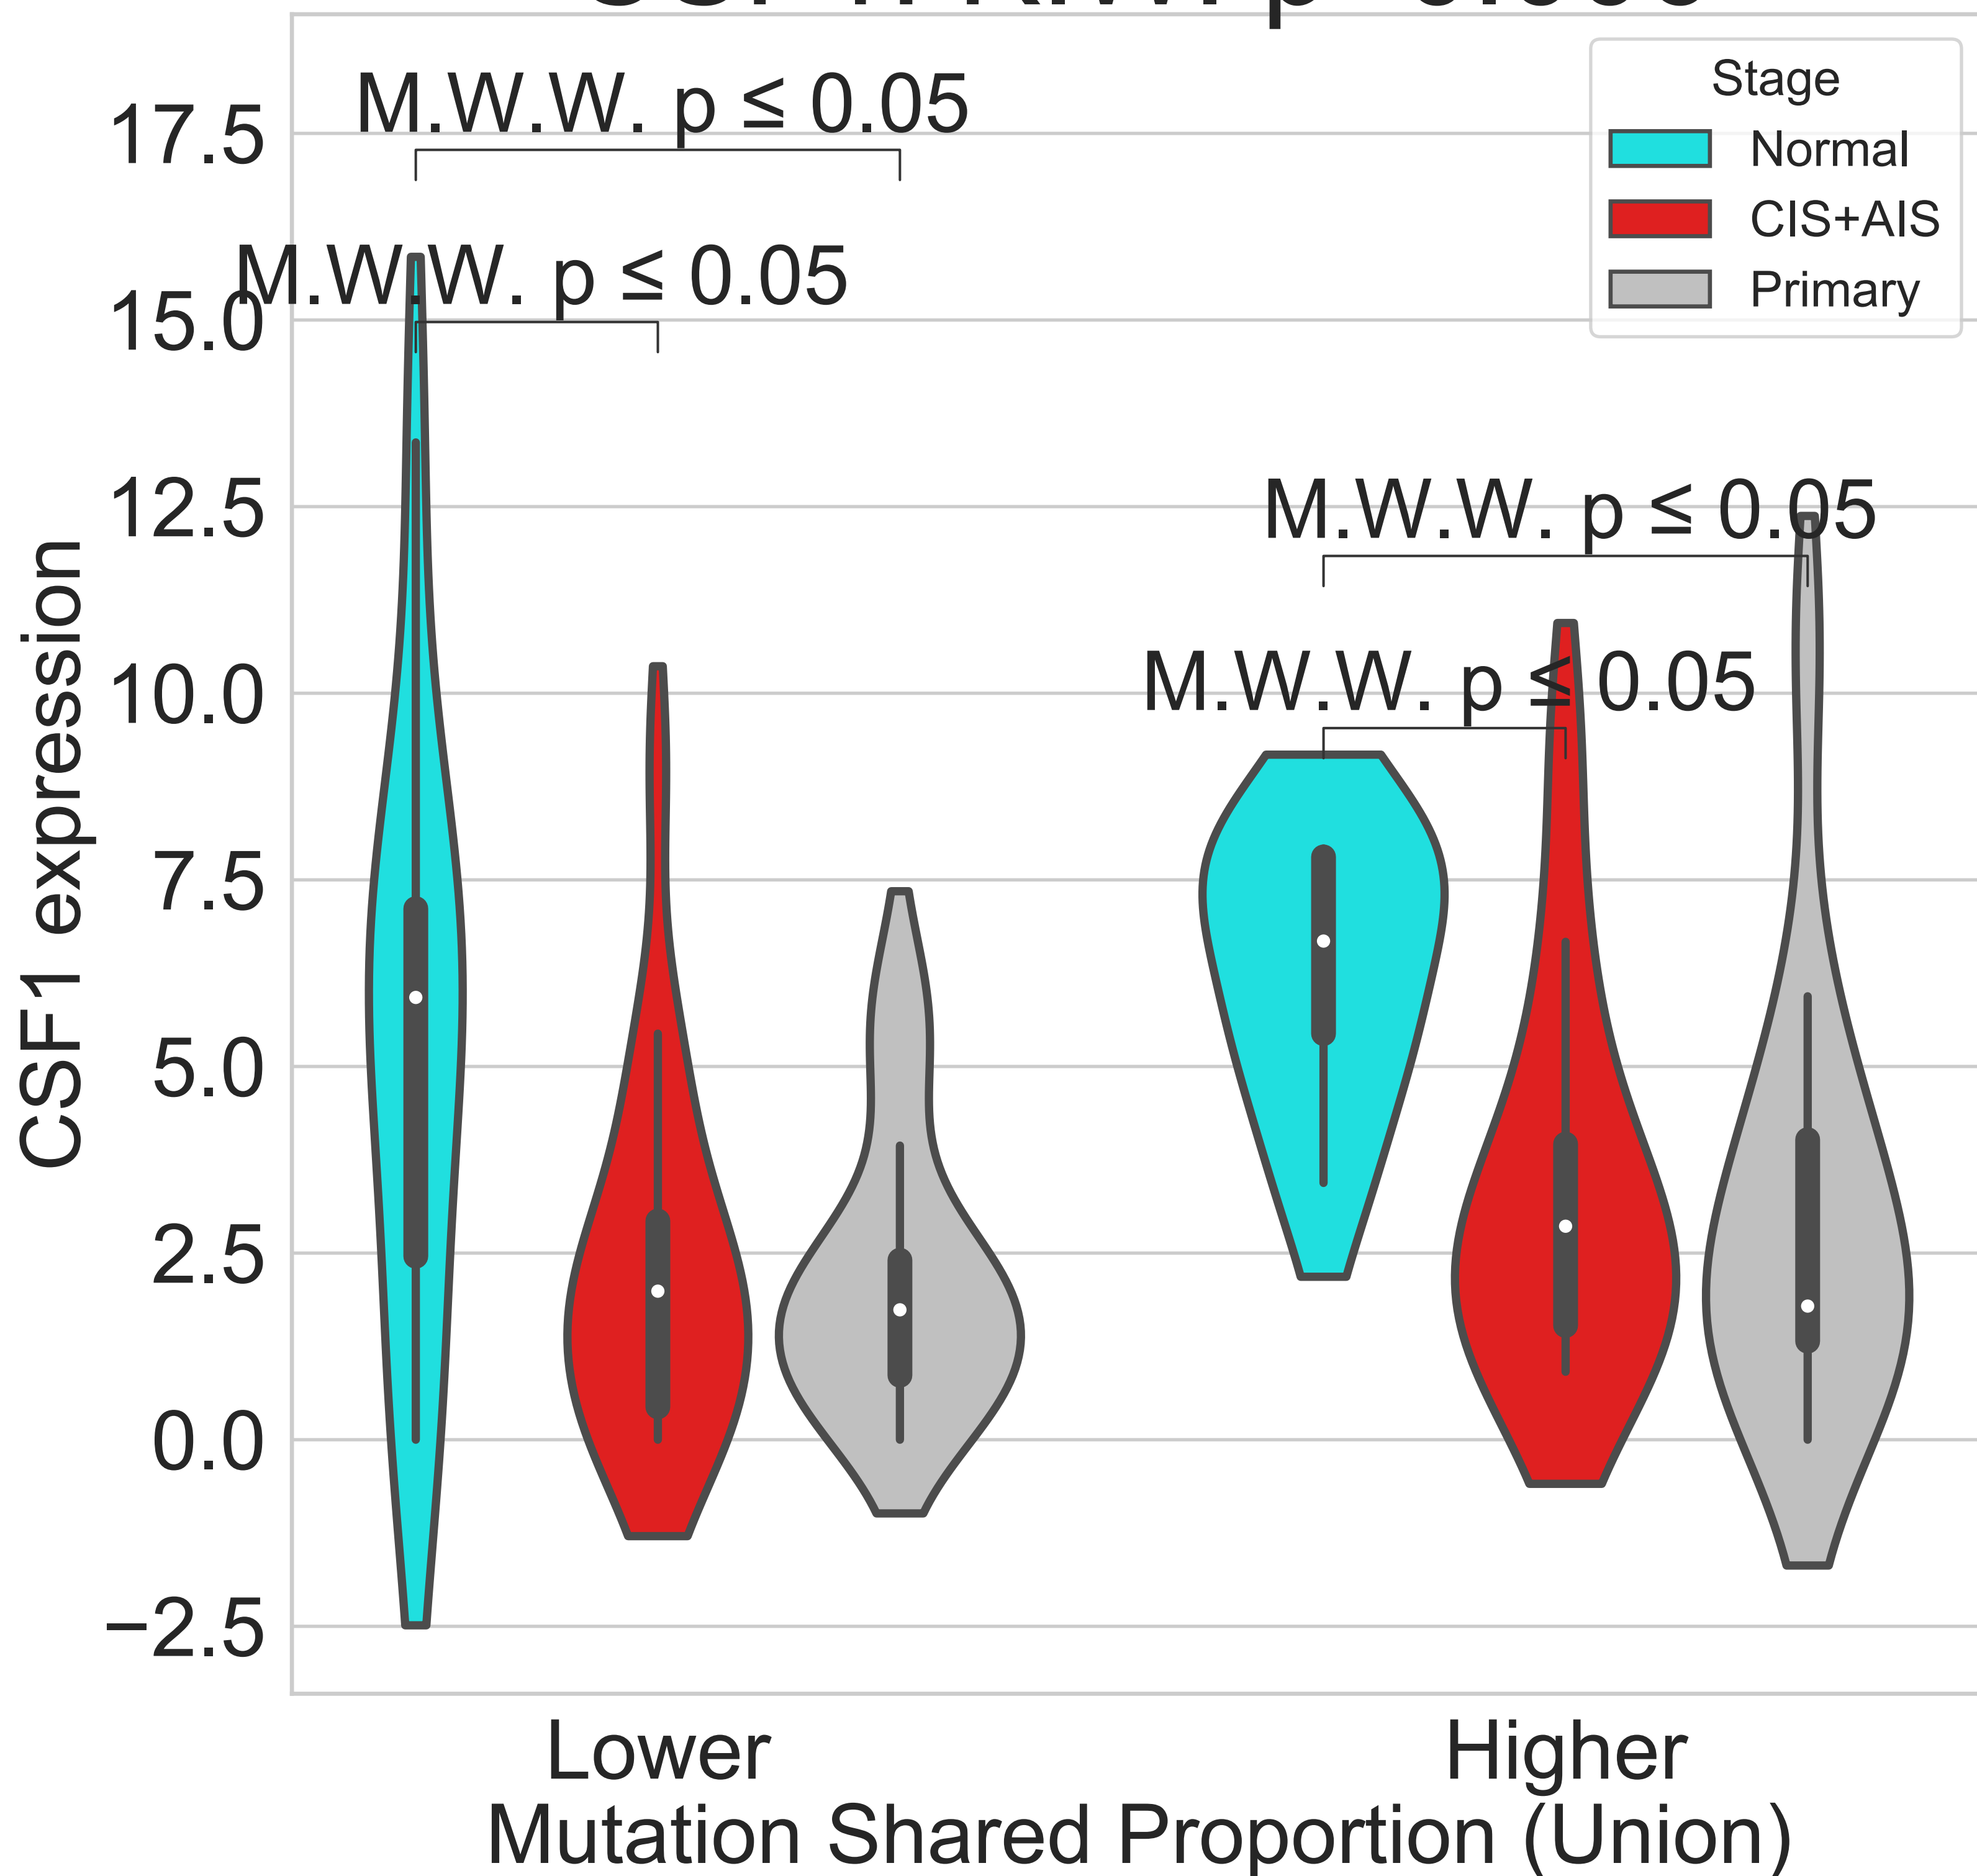 Stage
Normal
CIS+AIS
Primary
M.W.W. p ≤ 0.05
M.W.W. p ≤ 0.05
M.W.W. p ≤ 0.05
M.W.W. p ≤ 0.05
17.5
15.0
12.5
10.0
7.5
5.0
2.5
0.0
−2.5
CSF1 expression
Lower
Higher
Mutation Shared Proportion (Union)